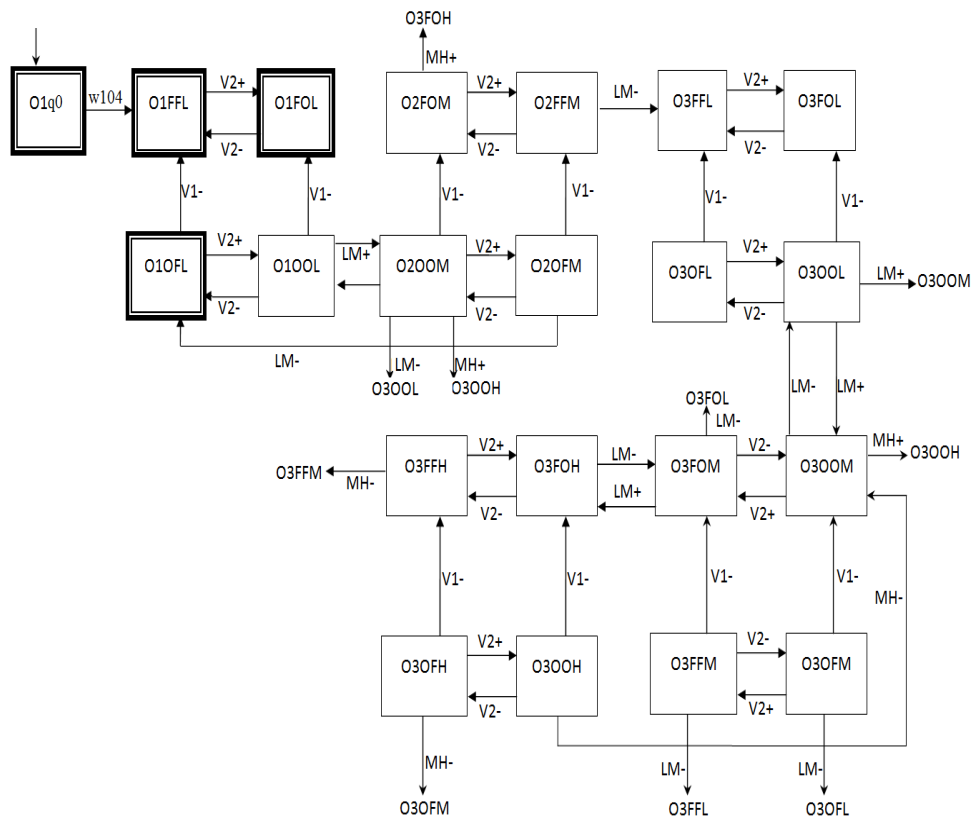 O3FOH
MH+
O1q0
w104
O1FFL
V2+
V2-
O1FOL
O2FOM
V2+
V2-
O2FFM
LM-
O3FFL
V2+
V2-
O3FOL
V1-
V1-
V1-
V1-
V1-
V1-
O1OFL
V2+
V2-
O1OOL
LM+
O2OOM
V2+
V2-
O2OFM
O3OFL
V2+
V2-
O3OOL
LM+
O3OOM
LM-
LM-
MH+
O3OOL
O3OOH
LM-
LM+
O3FOL
LM-
O3FFM
MH-
O3FFH
V2+
V2-
O3FOH
LM-
LM+
O3FOM
V2-
V2+
O3OOM
MH+
O3OOH
V1-
V1-
V1-
V1-
MH-
O3OFH
V2+
V2-
O3OOH
O3FFM
V2-
V2+
O3OFM
MH-
LM-
LM-
O3OFM
O3FFL
O3OFL